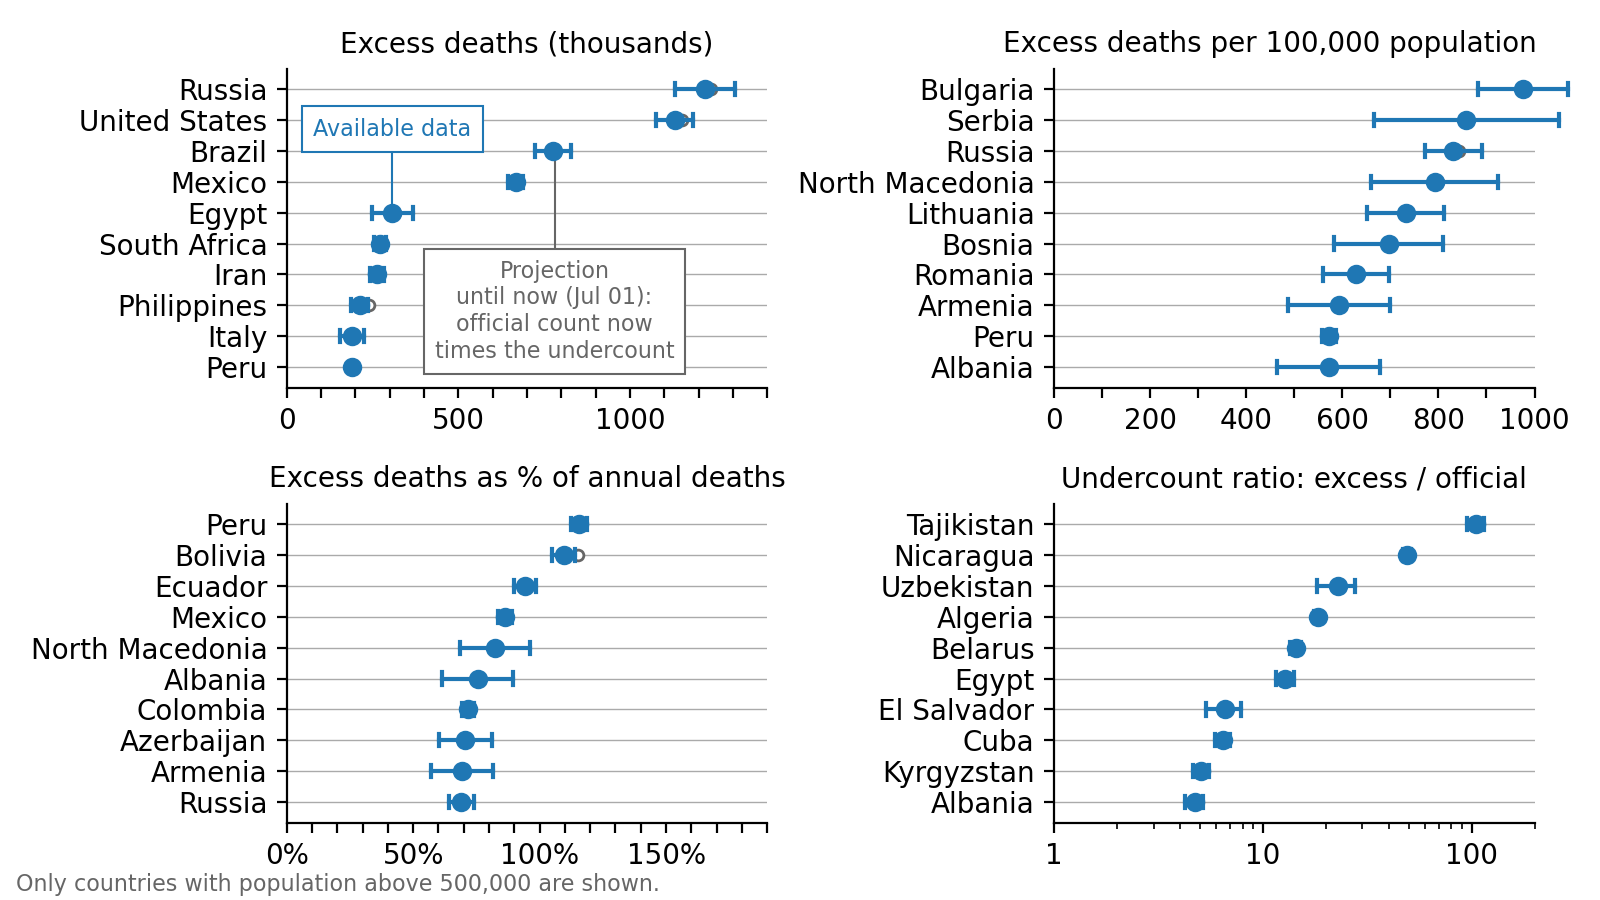 Excess deaths (thousands)
Russia
United States
Brazil
Mexico
Egypt
South Africa
Iran
Philippines
Italy
Peru
Available data
Projection
until now (Jul 01):
official count now
times the undercount
0 500 1000
Excess deaths per 100,000 population
Bulgaria
Serbia
Russia
North Macedonia
Lithuania
Bosnia
Romania
Armenia
Peru
Albania
0 200 400 600 800 1000
Excess deaths as % of annual deaths
Peru
Bolivia
Ecuador
Mexico
North Macedonia
Albania
Colombia
Azerbaijan
Armenia
Russia
0% 50% 100% 150%
Undercount ratio: excess / official
Tajikistan
Nicaragua
Uzbekistan
Algeria
Belarus
Egypt
El Salvador
Cuba
Kyrgyzstan
Albania
1 10 100
Only countries with population above 500,000 are shown.